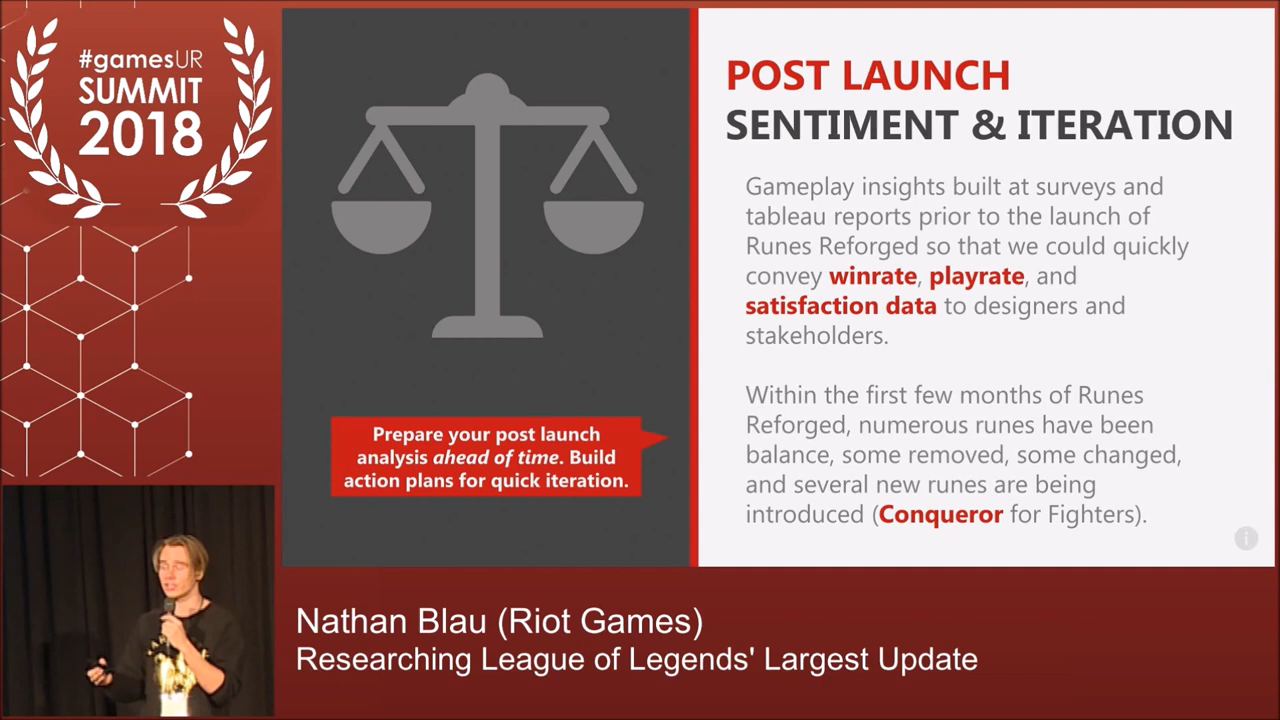 #gamesUR
SUMMIT
2018
POST LAUNCH
SENTIMENT & ITERATION
Gameplay insights built at surveys and
tableau reports prior to the launch of
Runes Reforged so that we could quickly
convey winrate, playrate, and
satisfaction data to designers and
stakeholders.
Within the first few months of Runes
Reforged, numerous runes have been
balance, some removed, some changed,
and several new runes are being
introduced (Conqueror for Fighters).
Prepare your post launch
analysis ahead of time. Build
action plans for quick iteration.
i
Nathan Blau (Riot Games)
Researching League of Legends' Largest Update